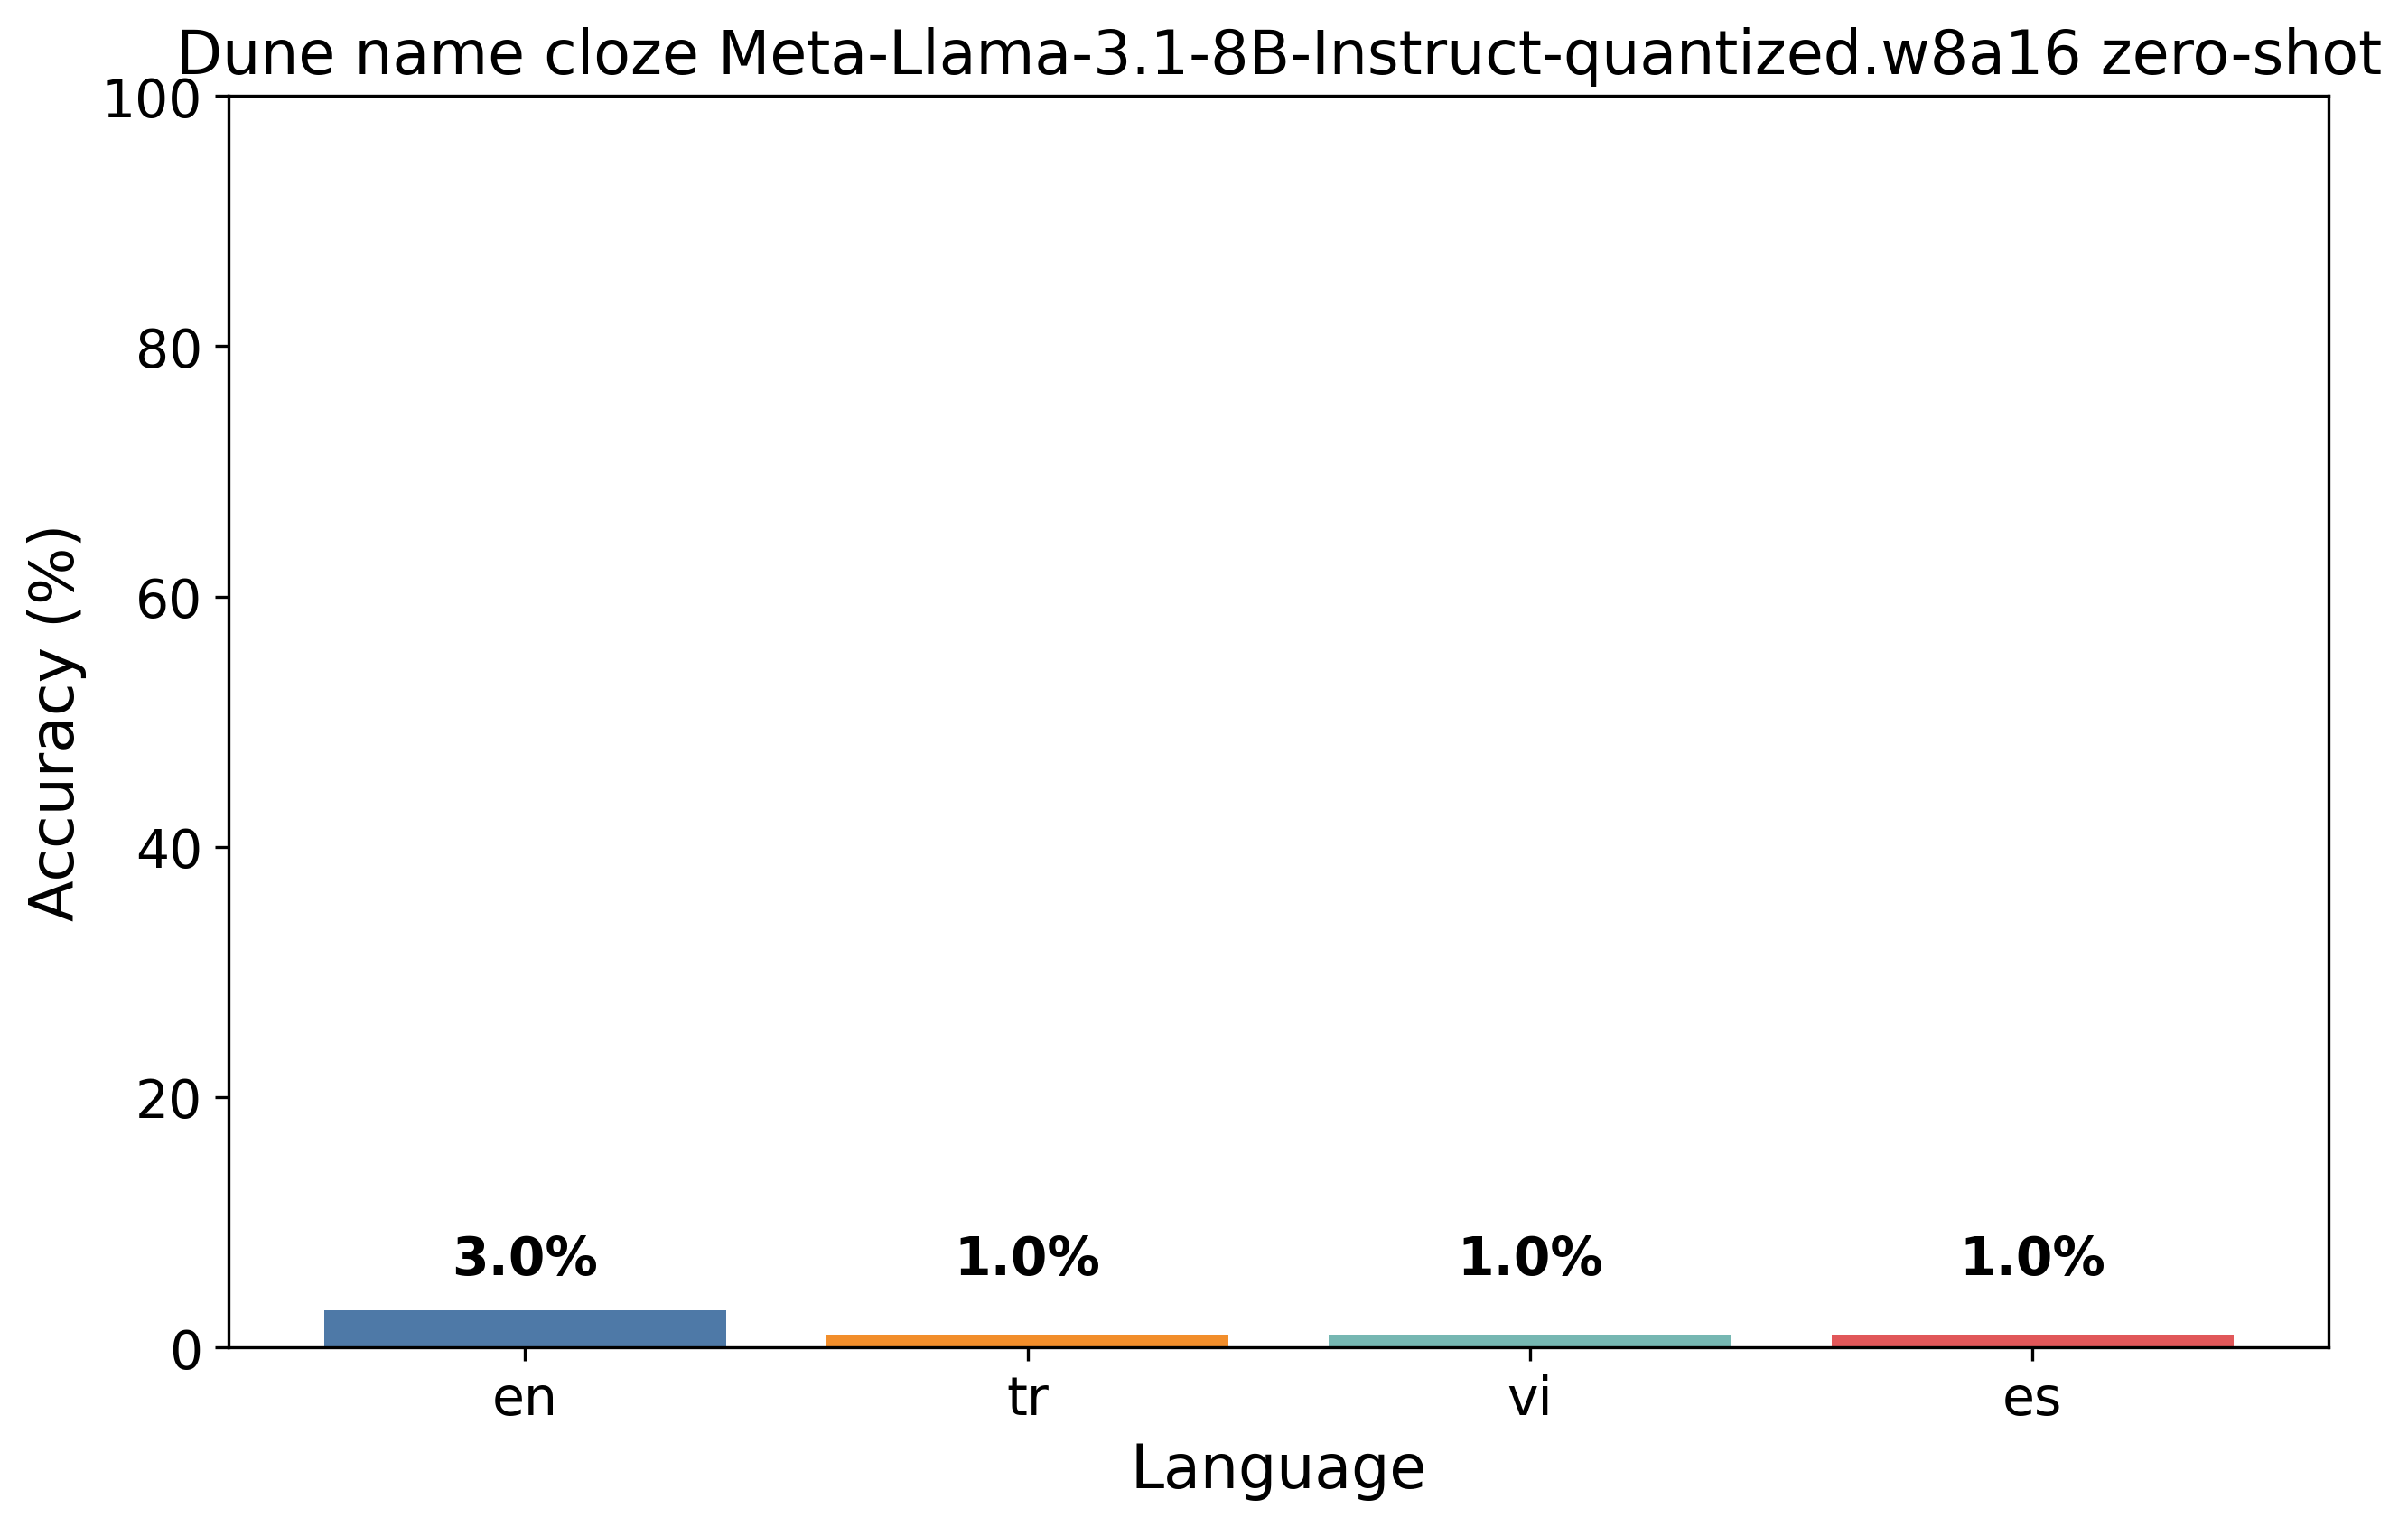 Dune name cloze Meta-Llama-3.1-8B-Instruct-quantized.w8a16 zero-shot
100
80
60
40
20
0
Accuracy (%)
3.0%
1.0%
1.0%
1.0%
en
tr
vi
es
Language